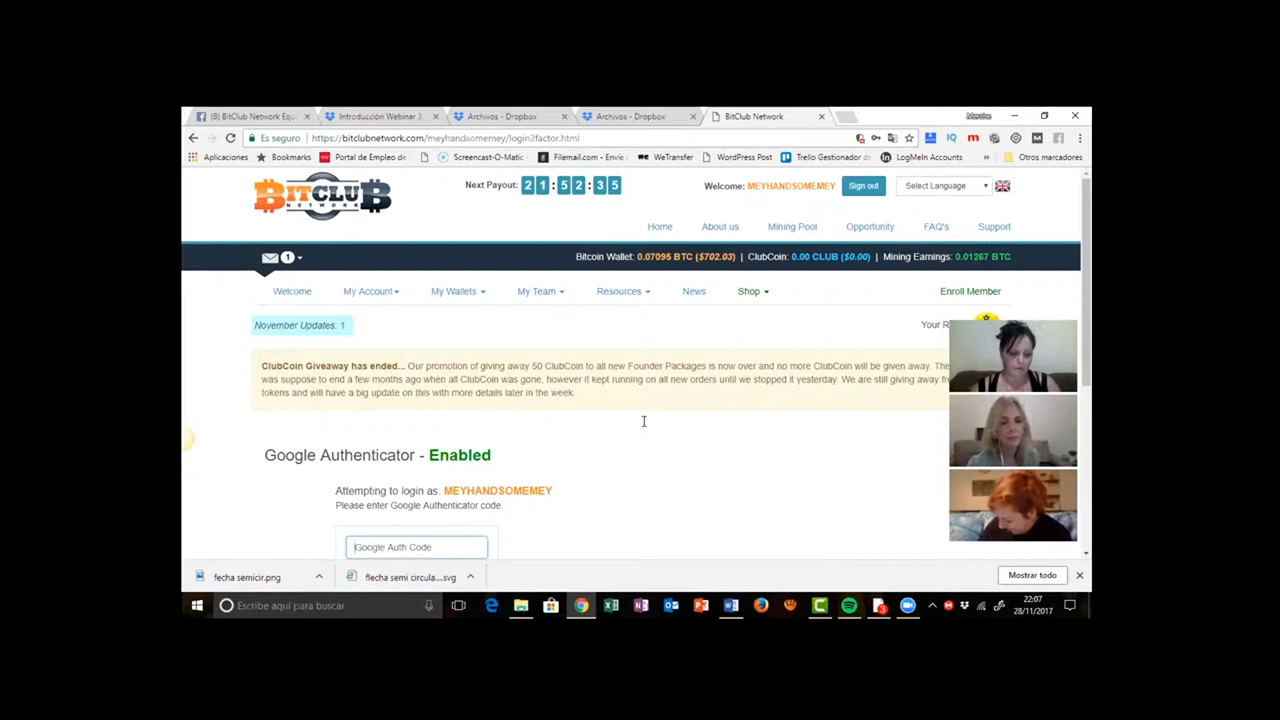 (8) BitClub Network Equ
Introducción Webinar 3.
Archivos - Dropbox
Archivos - Dropbox
BitClub Network
Es seguro
https://bitclubnetwork.com/meyhandsomemey/login2factor.html
Aplicaciones
Bookmarks
Portal de Empleo de
Screencast-O-Matic
Filemail.com - Envíe
WeTransfer
WordPress Post
Trello Gestionador de
LogMeIn Accounts
»
Otros marcadores
BITCLUB
NETWORK
Next Payout: 21:52:35
Welcome: MEYHANDSOMEMEY
Sign out
Select Language
Home
About us
Mining Pool
Opportunity
FAQ's
Support
1
Bitcoin Wallet: 0.07095 BTC ($702.03) | ClubCoin: 0.00 CLUB ($0.00) | Mining Earnings: 0.01267 BTC
Welcome
My Account
My Wallets
My Team
Resources
News
Shop
Enroll Member
November Updates: 1
Your R
ClubCoin Giveaway has ended... Our promotion of giving away 50 ClubCoin to all new Founder Packages is now over and no more ClubCoin will be given away. This
was suppose to end a few months ago when all ClubCoin was gone, however it kept running on all new orders until we stopped it yesterday. We are still giving away
tokens and will have a big update on this with more details later in the week.
Google Authenticator - Enabled
Attempting to login as: MEYHANDSOMEMEY
Please enter Google Authenticator code.
Google Auth Code
fecha semicir.png
flecha semi circula....svg
Mostrar todo
Escribe aquí para buscar
22:07
28/11/2017